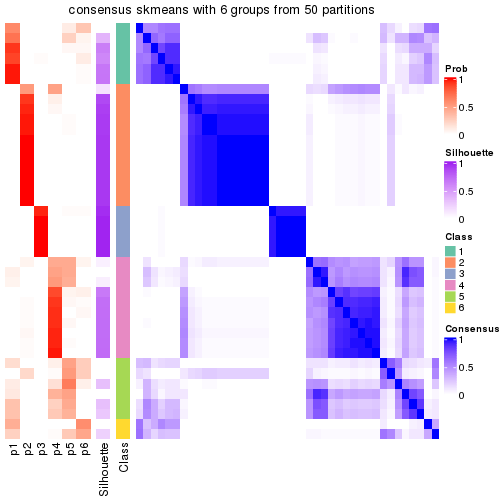 consensus skmeans with 6 groups from 50 partitions
Prob
1
0.5
0
Silhouette
1
0.5
0
Class
1
2
3
4
5
6
Consensus
1
0.5
0
p1
p2
p3
p4
p5
p6
Silhouette
Class